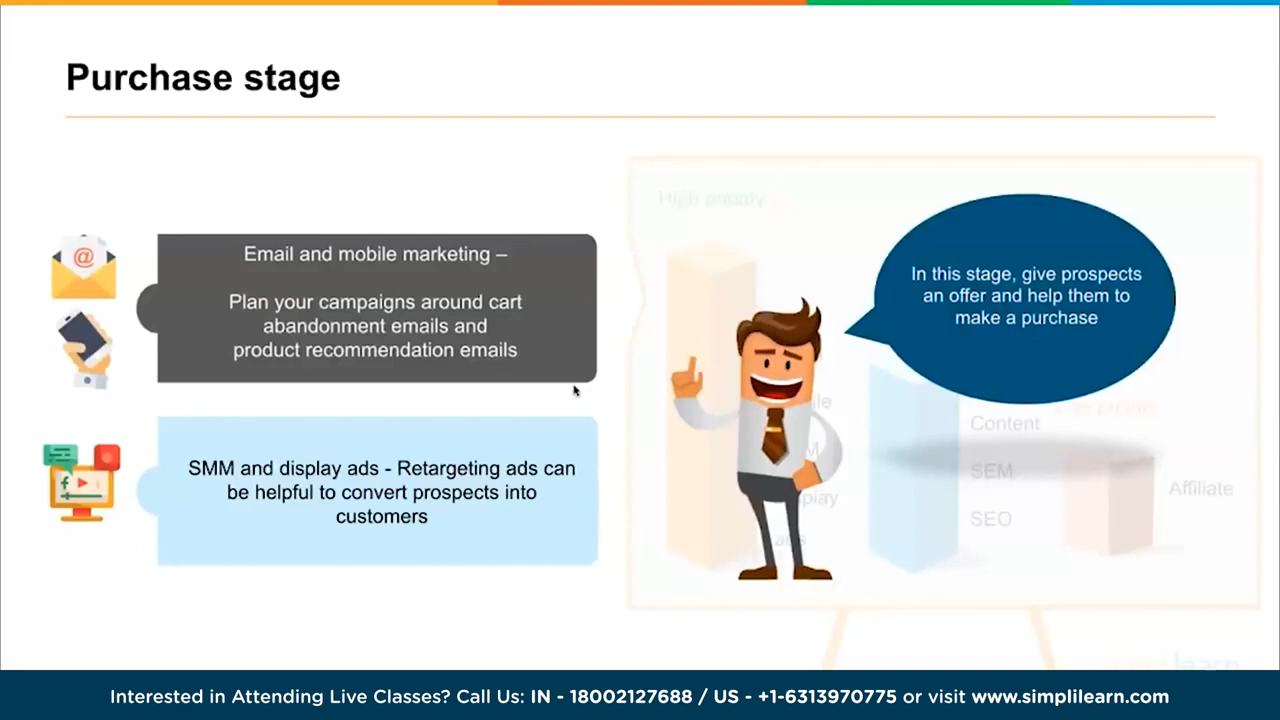 Purchase stage
High
@
Email and mobile marketing –
Plan your campaigns around cart
abandonment emails and
product recommendation emails
In this stage, give prospects
an offer and help them to
make a purchase
SMM and display ads - Retargeting ads can
be helpful to convert prospects into
customers
Content
SEM
SEO
Affiliate
Interested in Attending Live Classes? Call Us: IN - 18002127688 / US - +1-6313970775 or visit www.simplilearn.com